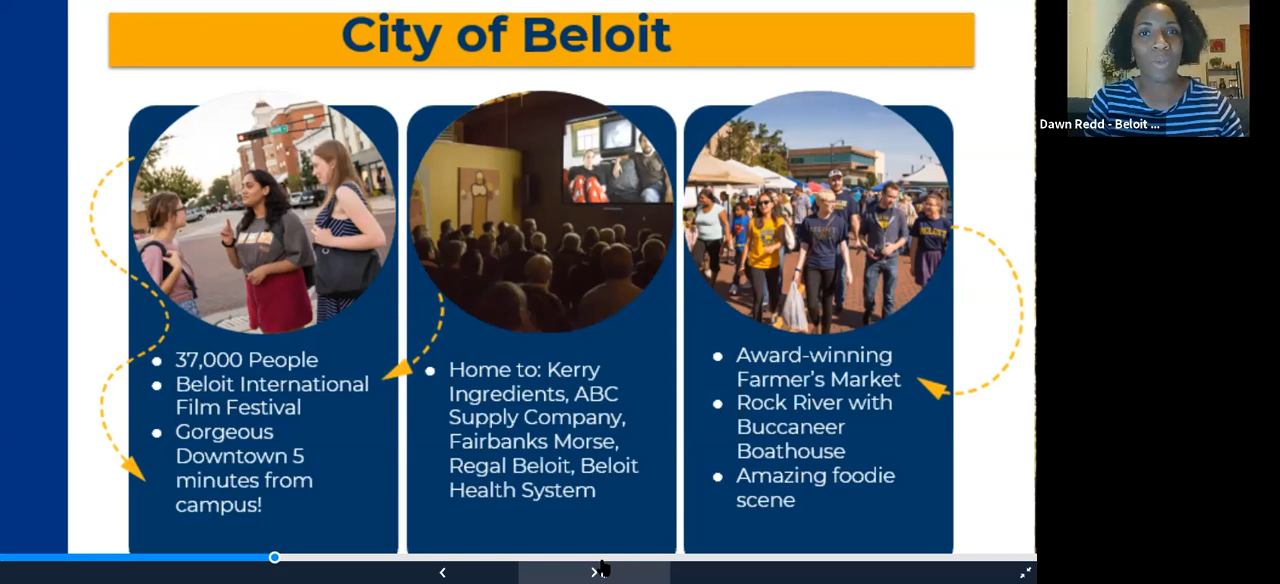 City of Beloit
Dawn Redd - Beloit ...
37,000 People
Beloit International
Film Festival
Gorgeous
Downtown 5
minutes from
campus!
Home to: Kerry
Ingredients, ABC
Supply Company,
Fairbanks Morse,
Regal Beloit, Beloit
Health System
Award-winning
Farmer's Market
Rock River with
Buccaneer
Boathouse
Amazing foodie
scene